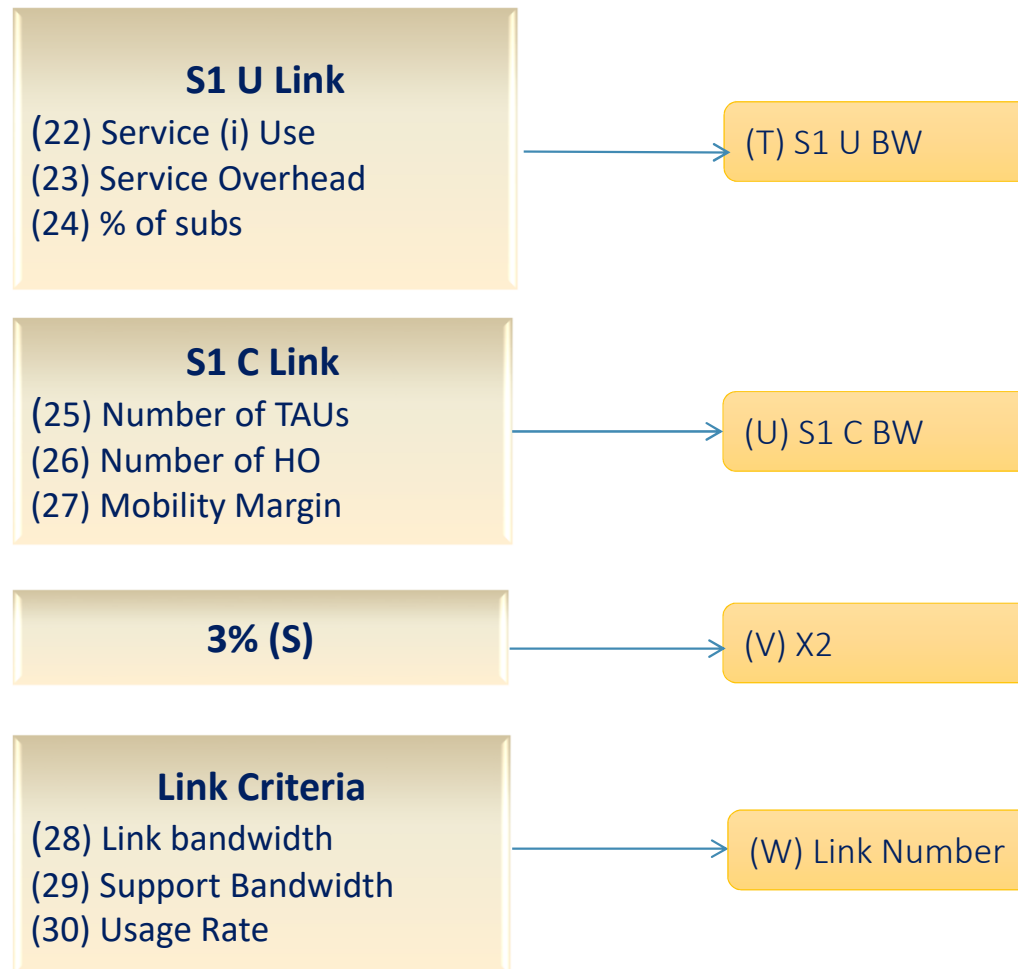 S1 U Link
(22) Service (i) Use
(23) Service Overhead
(24) % of subs
(T) S1 U BW
S1 C Link
(25) Number of TAUs
(26) Number of HO
(27) Mobility Margin
(U) S1 C BW
3% (S)
(V) X2
Link Criteria
(28) Link bandwidth
(29) Support Bandwidth
(30) Usage Rate
(W) Link Number